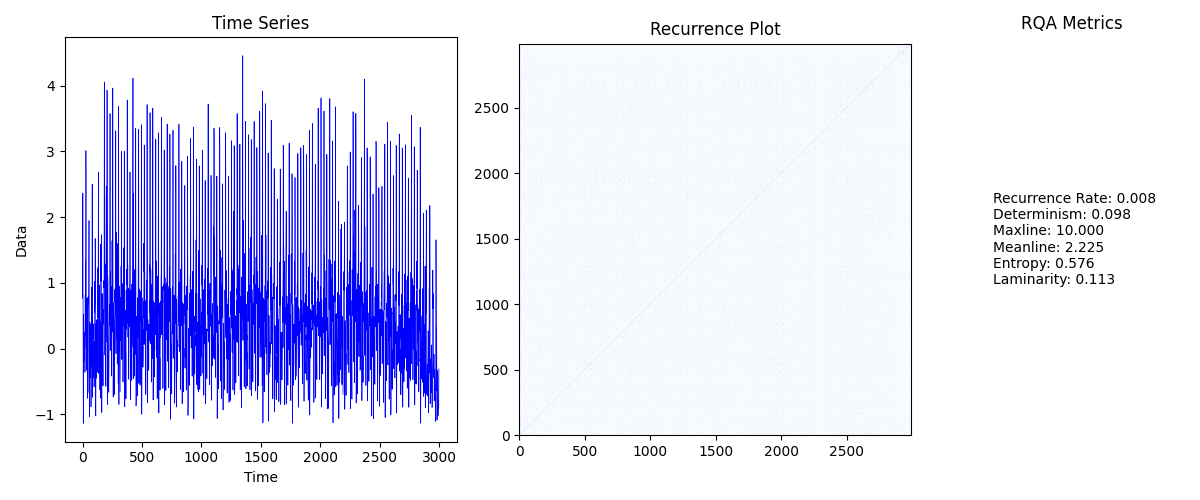 Time Series
Data
4
3
2
1
0
−1
0 500 1000 1500 2000 2500 3000
Time
Recurrence Plot
2500
2000
1500
1000
500
0
0 500 1000 1500 2000 2500
RQA Metrics
Recurrence Rate: 0.008
Determinism: 0.098
Maxline: 10.000
Meanline: 2.225
Entropy: 0.576
Laminarity: 0.113